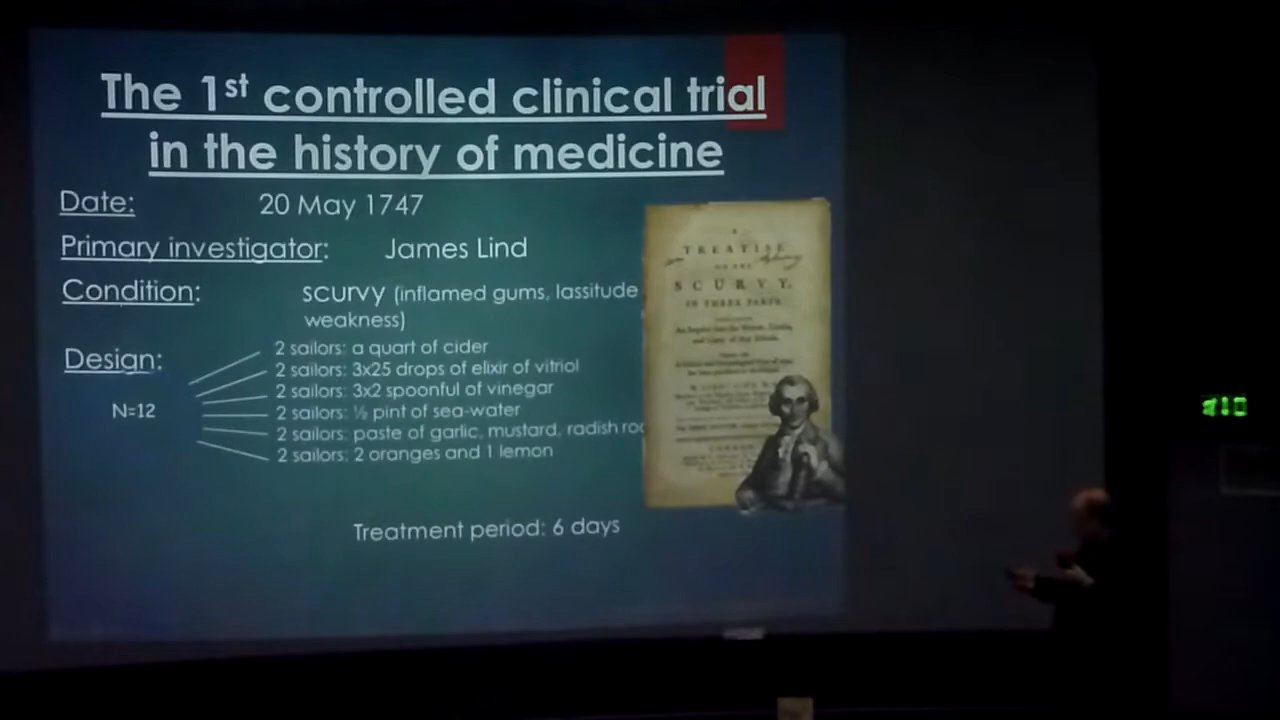 The 1st controlled clinical trial
in the history of medicine
Date: 20 May 1747
Primary investigator: James Lind
Condition: scurvy (inflamed gums, lassitude
weakness)
Design:
2 sailors: a quart of cider
2 sailors: 3x25 drops of elixir of vitriol
2 sailors: 3x2 spoonful of vinegar
N=12
2 sailors: ½ pint of sea-water
2 sailors: paste of garlic, mustard, radish roo
2 sailors: 2 oranges and 1 lemon
Treatment period: 6 days
A
TREATISE
SCURVY.
IN THREE PARTS